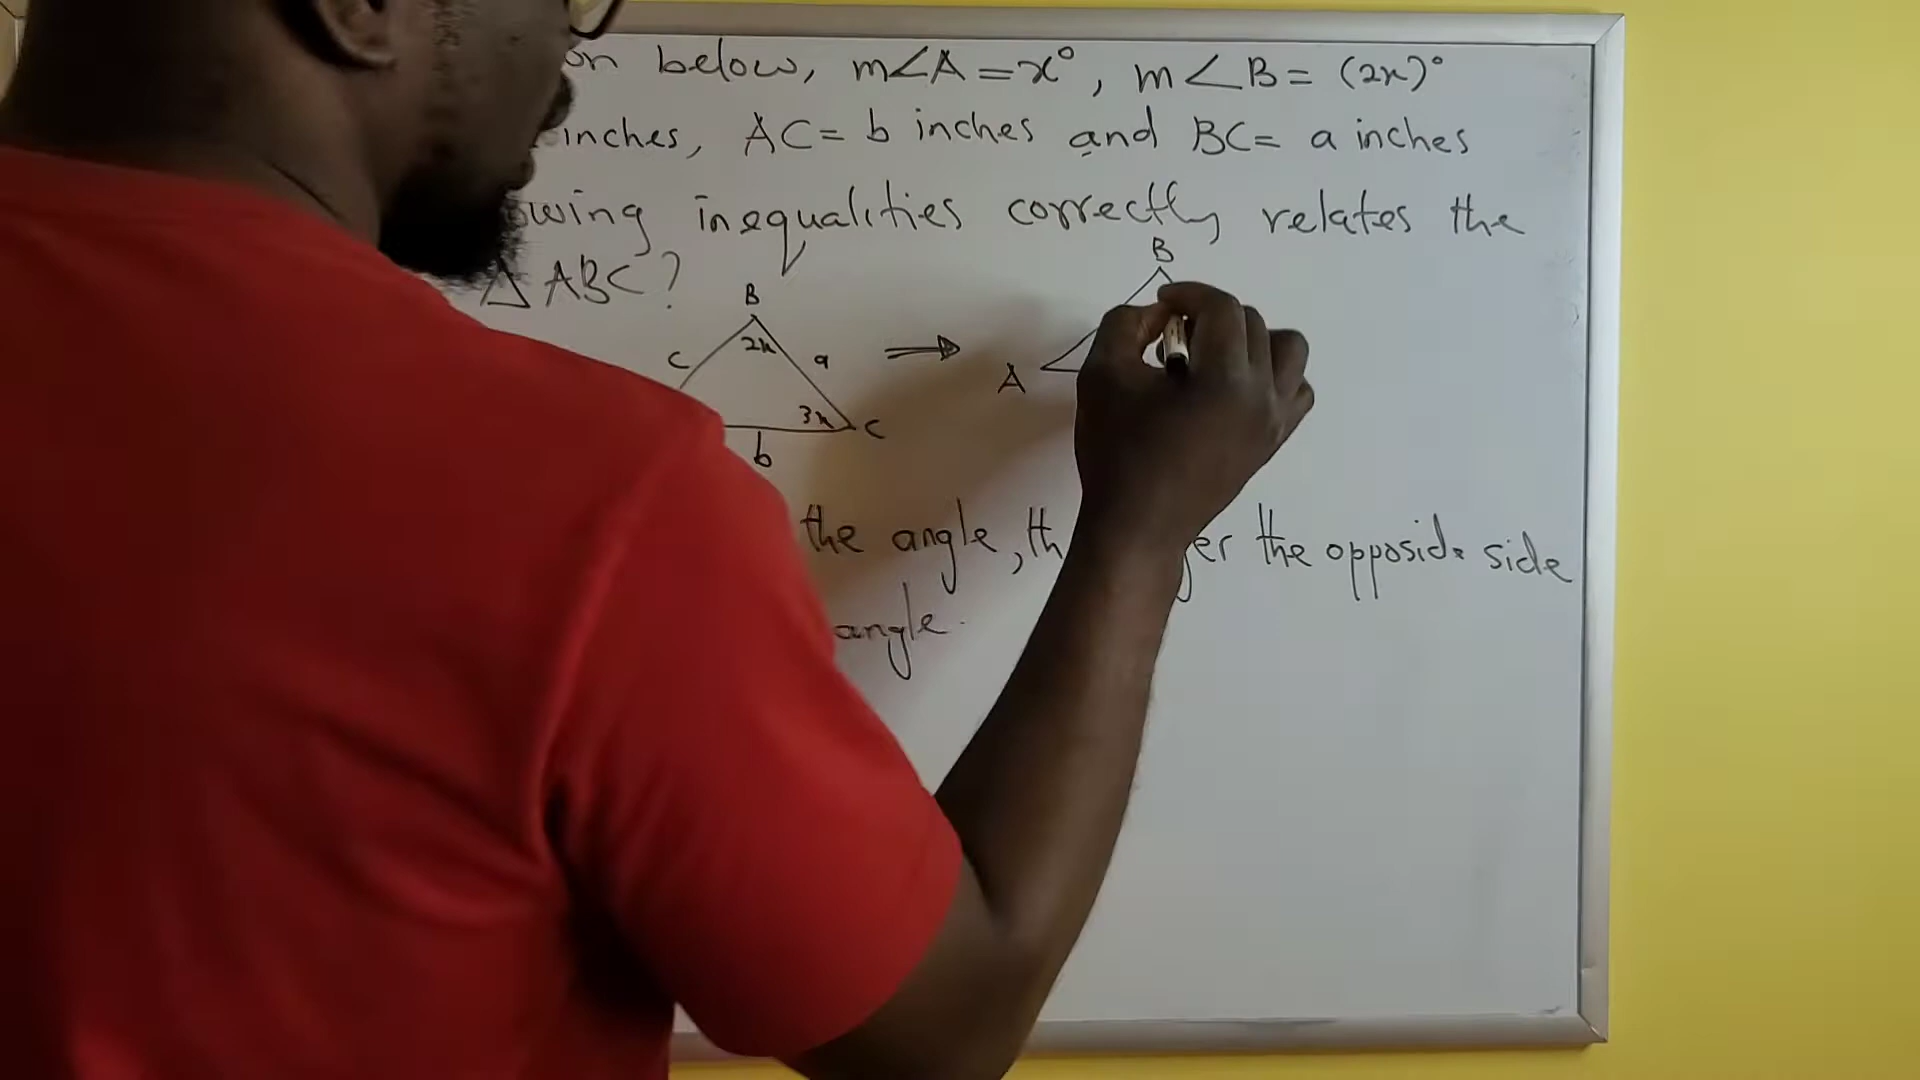 on below, m∠A = x°, m∠B = (2x)°
inches, AC = b inches and BC = a inches
wing inequalities correctly relates the
△ABC?
B
2x
c
a
3x
C
b
B
A
the angle, th er the opposide side
angle.